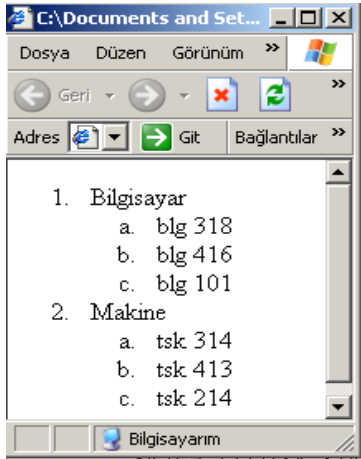 C:\Documents and Set...
Dosya Düzen Görünüm »
Geri »
Adres Git Bağlantılar »
1. Bilgisayar
a. blg 318
b. blg 416
c. blg 101
2. Makine
a. tsk 314
b. tsk 413
c. tsk 214
Bilgisayarım